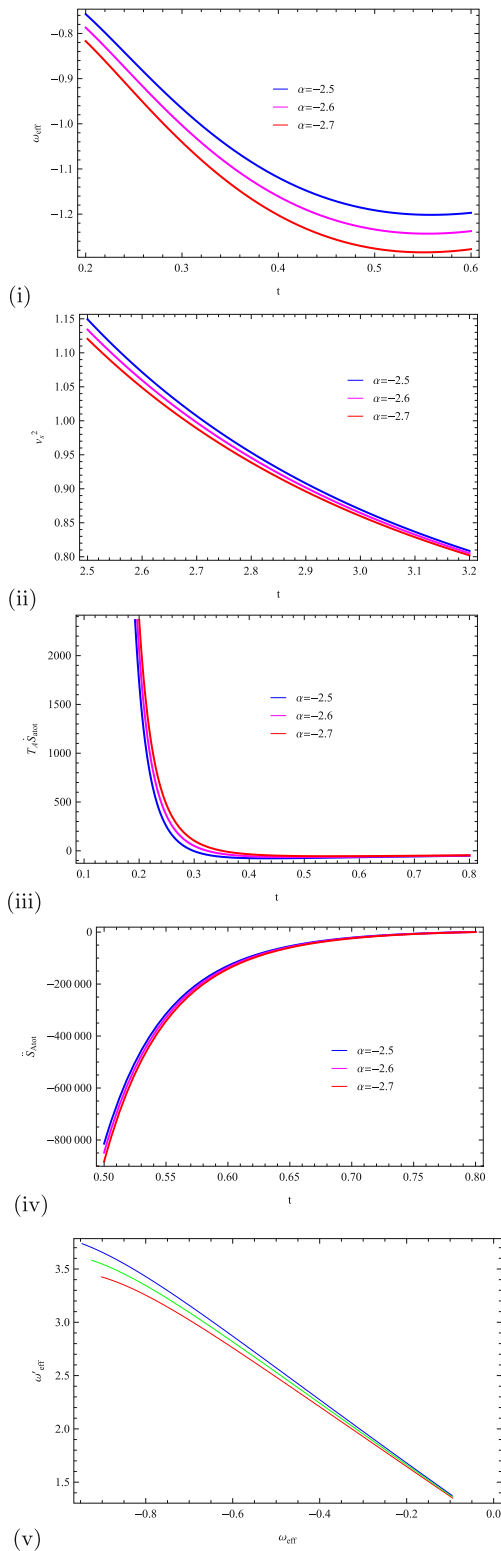 -0.8
-0.9
-1.0
-1.1
-1.2
ω_eff
α=-2.5
α=-2.6
α=-2.7
0.2 0.3 0.4 0.5 0.6
t
(i)
1.15
1.10
1.05
1.00
0.95
0.90
0.85
0.80
v_s^2
α=-2.5
α=-2.6
α=-2.7
2.5 2.6 2.7 2.8 2.9 3.0 3.1 3.2
t
(ii)
2000
1500
1000
500
0
T_A Ṡ_atot
α=-2.5
α=-2.6
α=-2.7
0.1 0.2 0.3 0.4 0.5 0.6 0.7 0.8
t
(iii)
0
-200 000
-400 000
-600 000
-800 000
S̈_Atot
α=-2.5
α=-2.6
α=-2.7
0.50 0.55 0.60 0.65 0.70 0.75 0.80
t
(iv)
3.5
3.0
2.5
2.0
1.5
ω′_eff
-0.8 -0.6 -0.4 -0.2 0.0
ω_eff
(v)